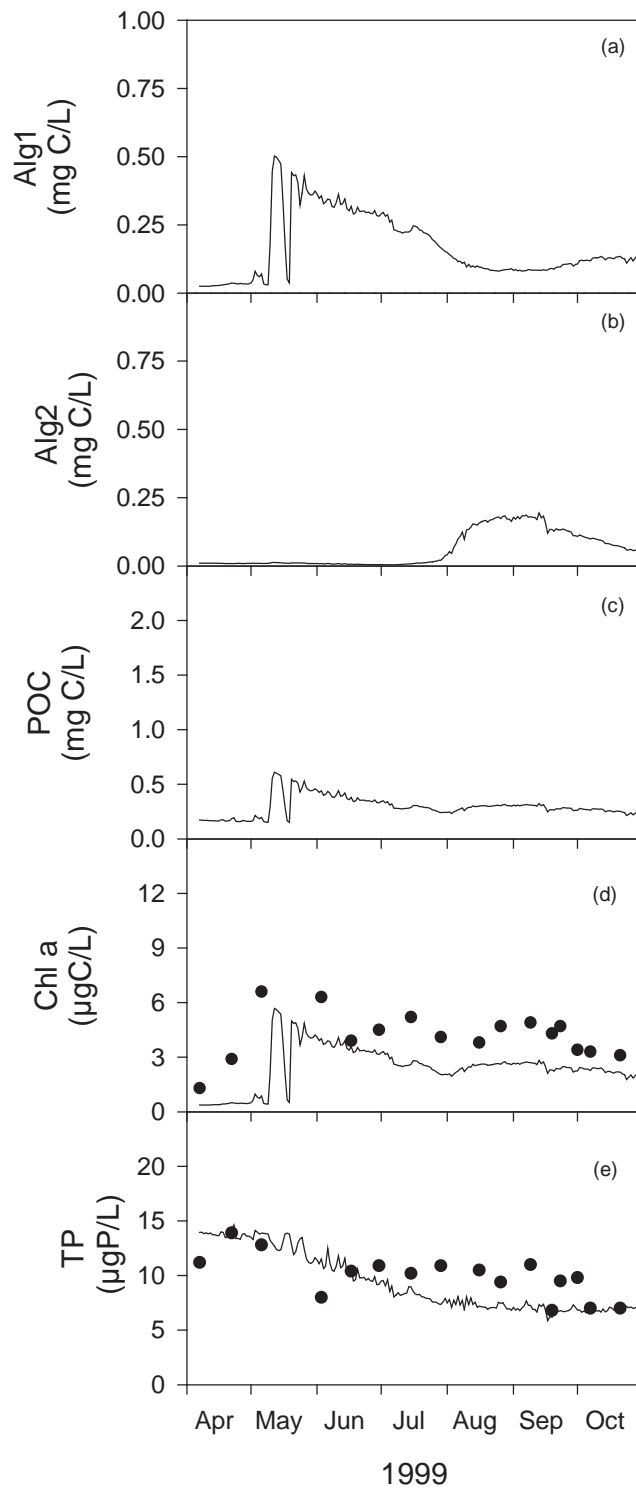 (a)
Alg1
(mg C/L)
1.00
0.75
0.50
0.25
0.00
(b)
Alg2
(mg C/L)
0.75
0.50
0.25
0.00
(c)
POC
(mg C/L)
2.0
1.5
1.0
0.5
0.0
(d)
Chl a
(µgC/L)
12
9
6
3
0
(e)
TP
(µgP/L)
20
15
10
5
0
Apr May Jun Jul Aug Sep Oct
1999